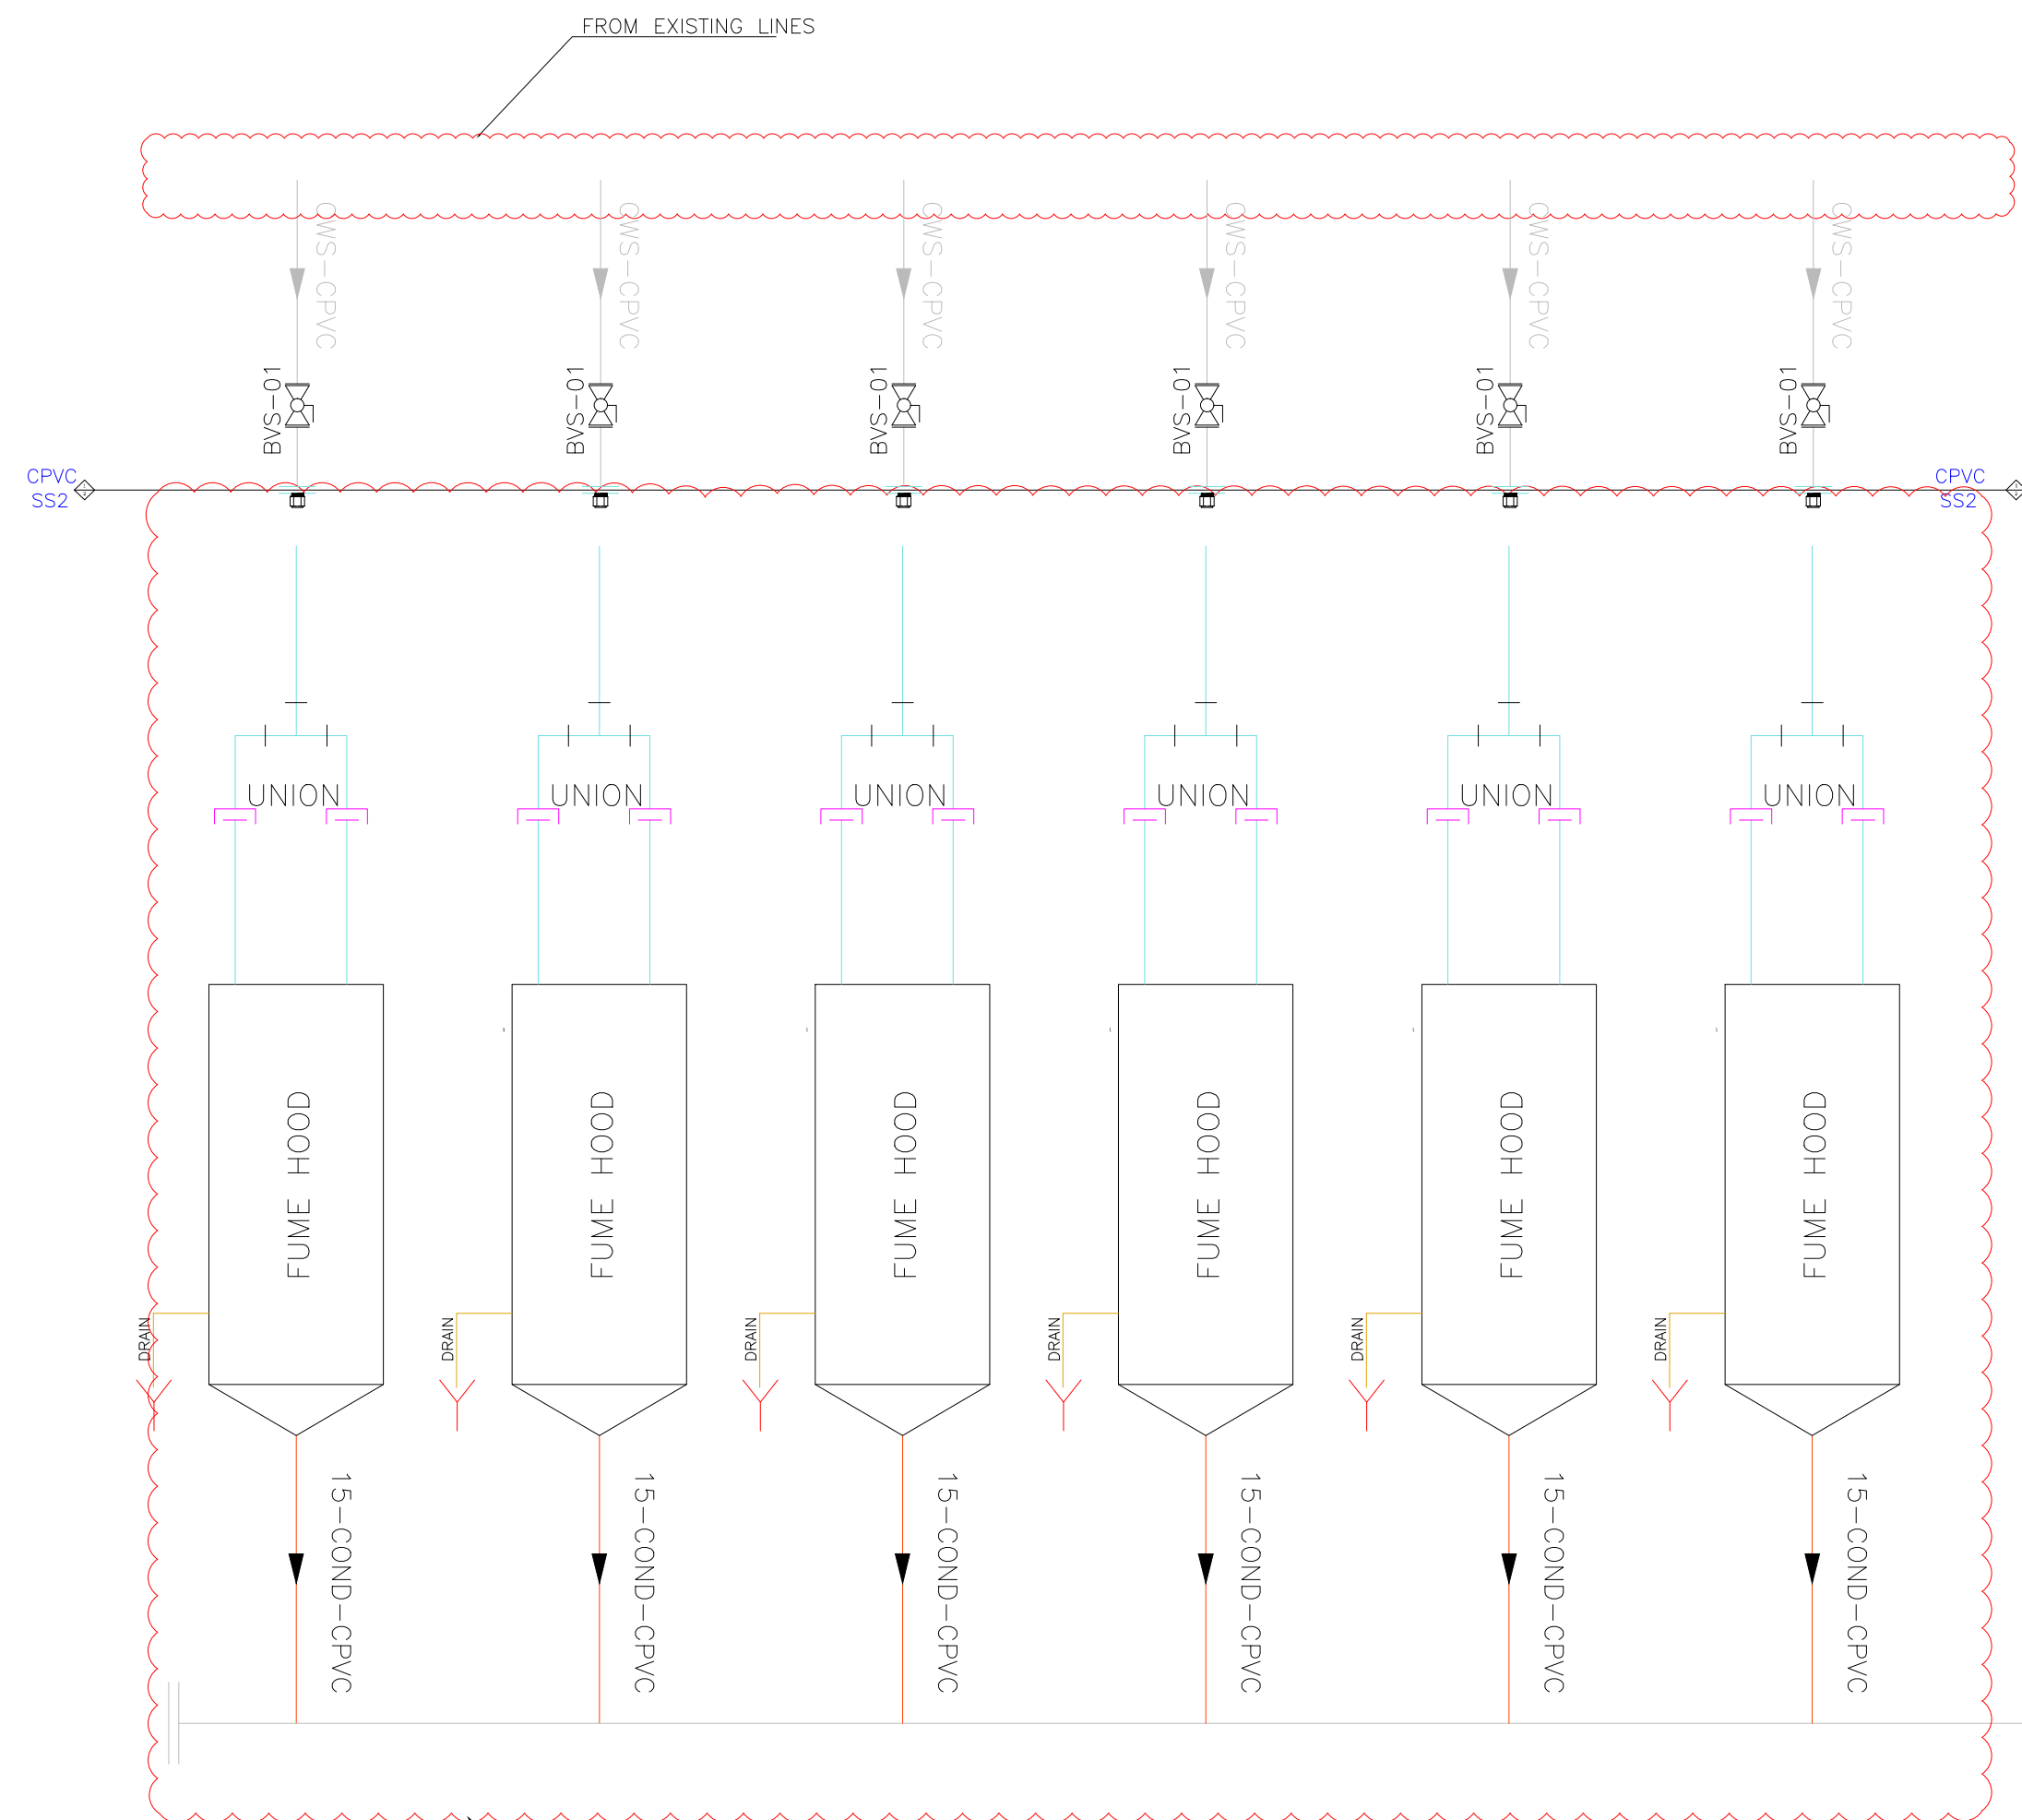 FROM EXISTING LINES
CWS-CPVC
CWS-CPVC
CWS-CPVC
CWS-CPVC
CWS-CPVC
CWS-CPVC
BVS-01
BVS-01
BVS-01
BVS-01
BVS-01
BVS-01
CPVC
SS2
CPVC
SS2
UNION
UNION
UNION
UNION
UNION
UNION
FUME HOOD
FUME HOOD
FUME HOOD
FUME HOOD
FUME HOOD
FUME HOOD
DRAIN
DRAIN
DRAIN
DRAIN
DRAIN
DRAIN
15-COND-CPVC
15-COND-CPVC
15-COND-CPVC
15-COND-CPVC
15-COND-CPVC
15-COND-CPVC